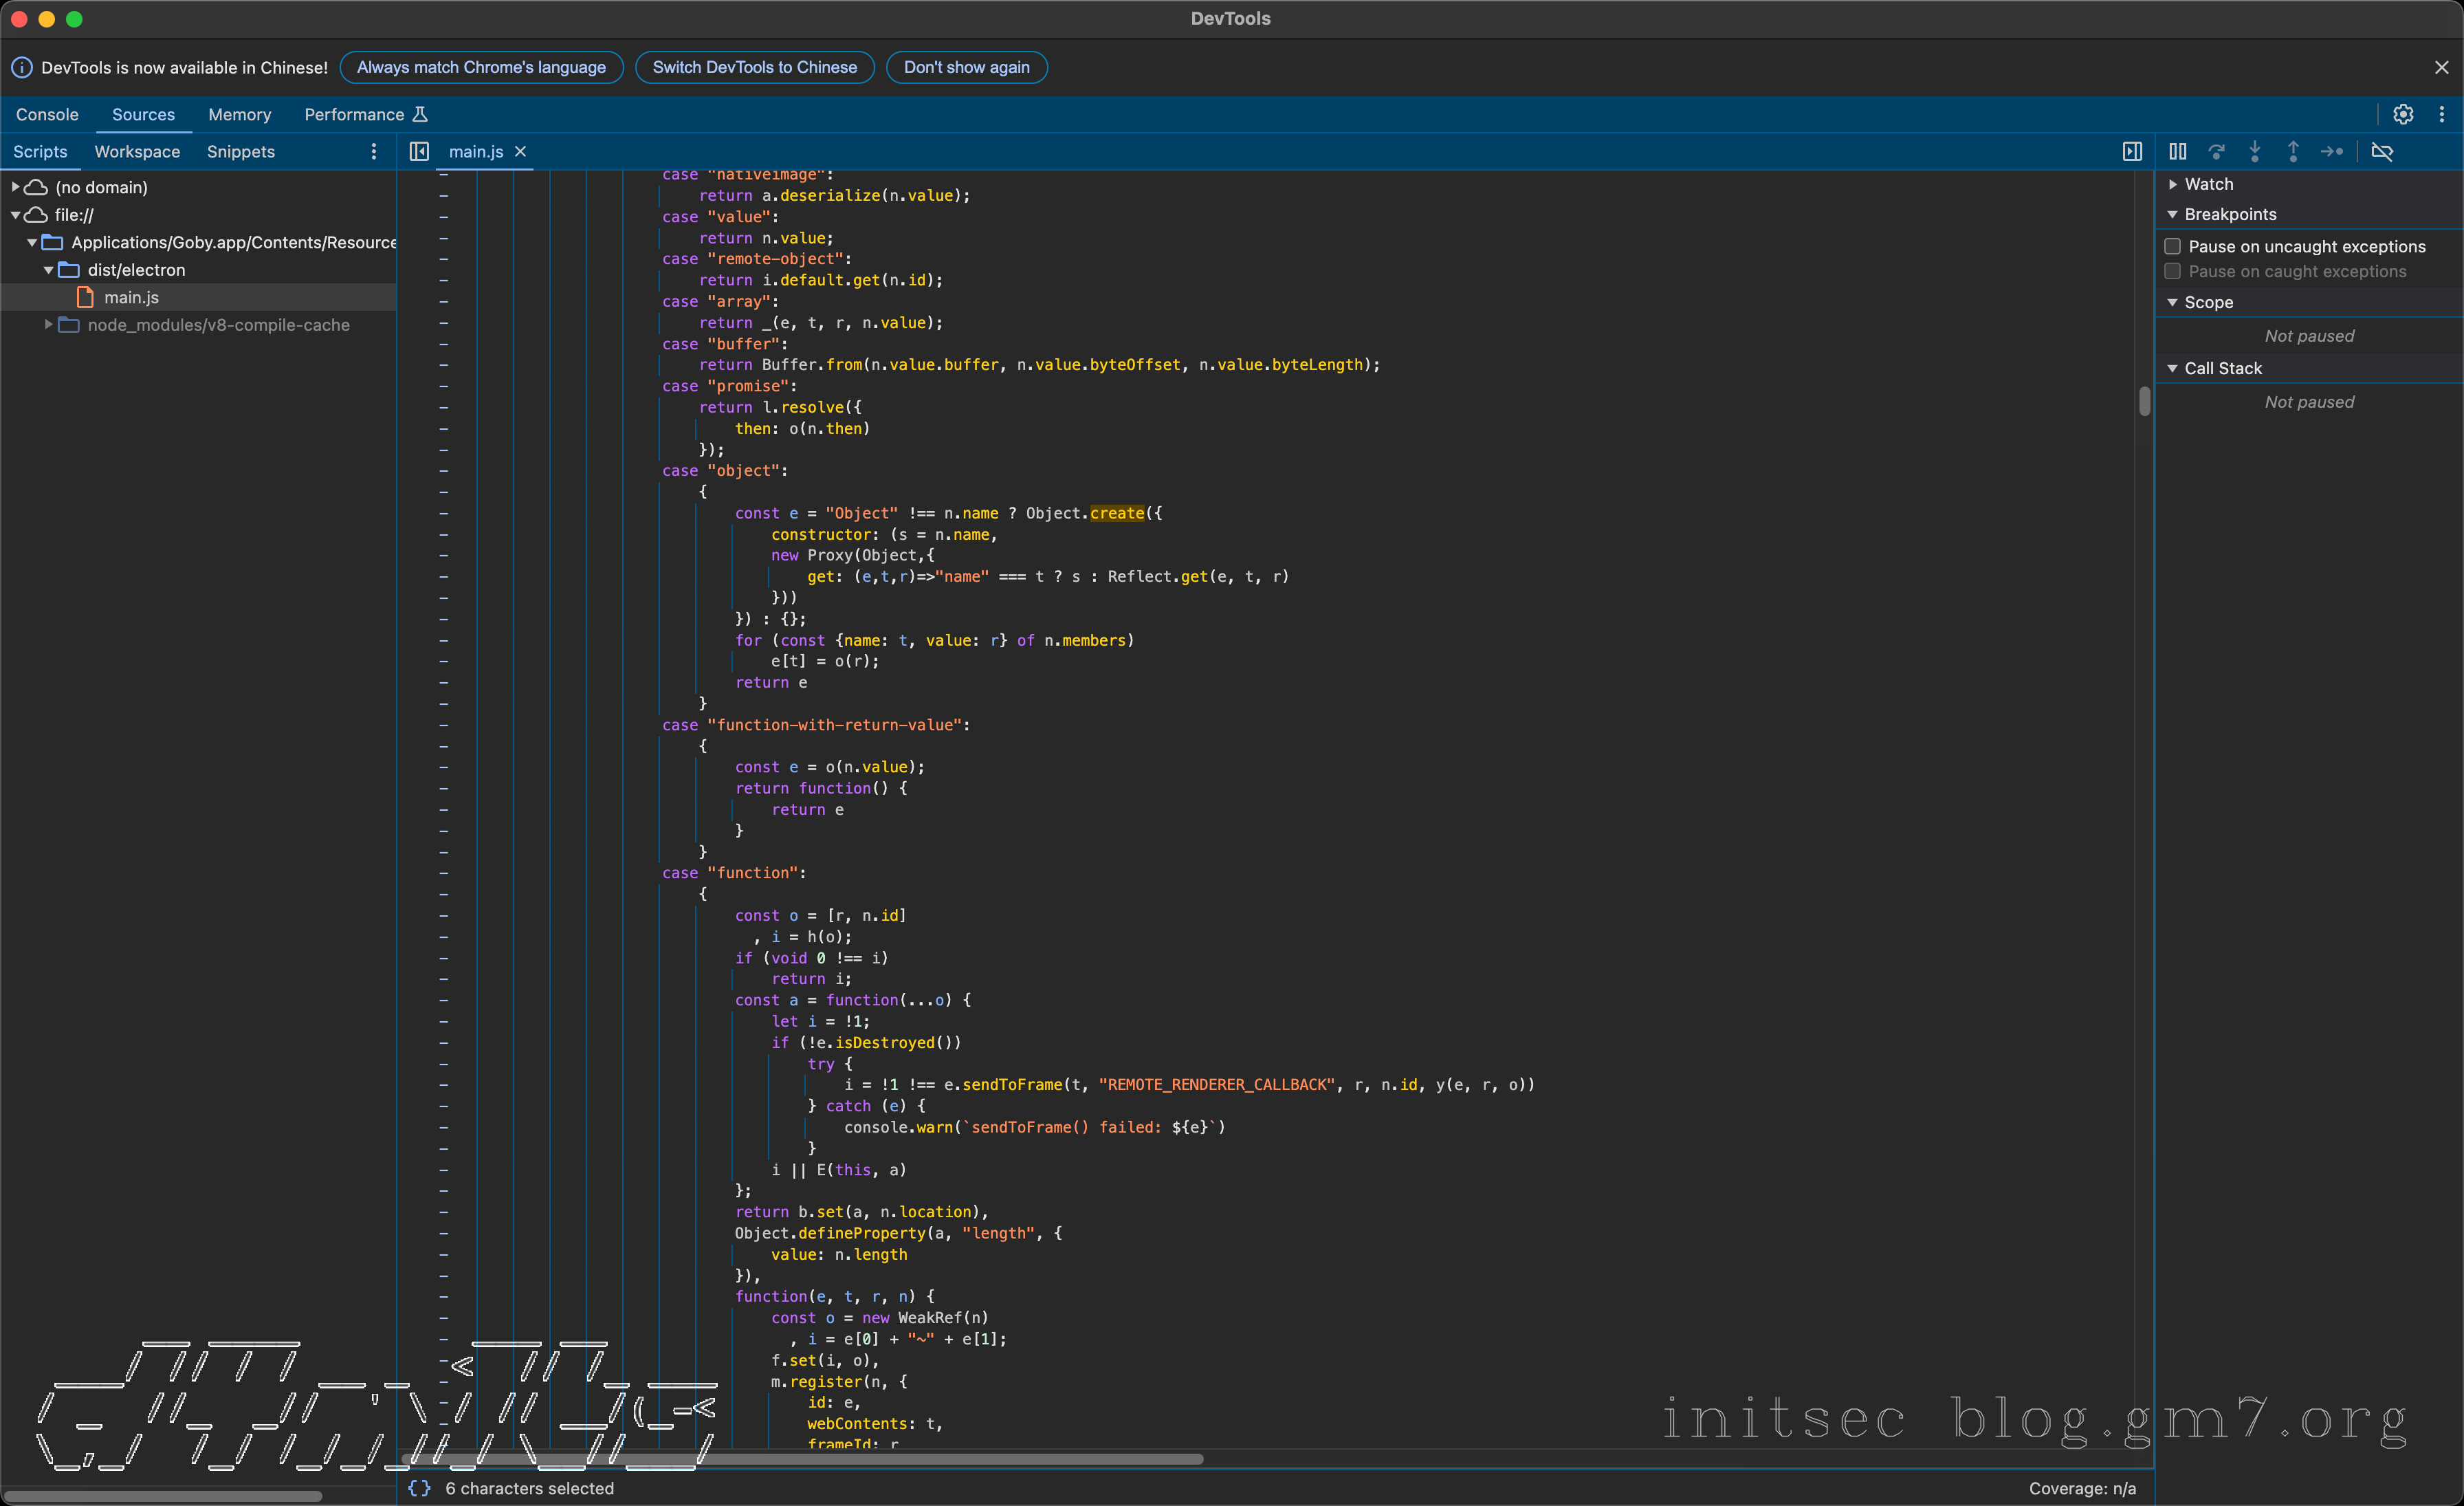 DevTools
DevTools is now available in Chinese! Always match Chrome's language Switch DevTools to Chinese Don't show again
Console Sources Memory Performance
Scripts Workspace Snippets main.js
(no domain)
file://
Applications/Goby.app/Contents/Resource
dist/electron
main.js
node_modules/v8-compile-cache
case "nativeimage":
return a.deserialize(n.value);
case "value":
return n.value;
case "remote-object":
return i.default.get(n.id);
case "array":
return _(e, t, r, n.value);
case "buffer":
return Buffer.from(n.value.buffer, n.value.byteOffset, n.value.byteLength);
case "promise":
return l.resolve({
then: o(n.then)
});
case "object":
{
const e = "Object" !== n.name ? Object.create({
constructor: (s = n.name,
new Proxy(Object,{
get: (e,t,r)=>"name" === t ? s : Reflect.get(e, t, r)
}))
}) : {};
for (const {name: t, value: r} of n.members)
e[t] = o(r);
return e
}
case "function-with-return-value":
{
const e = o(n.value);
return function() {
return e
}
}
case "function":
{
const o = [r, n.id]
, i = h(o);
if (void 0 !== i)
return i;
const a = function(...o) {
let i = !1;
if (!e.isDestroyed())
try {
i = !1 !== e.sendToFrame(t, "REMOTE_RENDERER_CALLBACK", r, n.id, y(e, r, o))
} catch (e) {
console.warn(`sendToFrame() failed: ${e}`)
}
i || E(this, a)
};
return b.set(a, n.location),
Object.defineProperty(a, "length", {
value: n.length
}),
function(e, t, r, n) {
const o = new WeakRef(n)
, i = e[0] + "~" + e[1];
f.set(i, o),
m.register(n, {
id: e,
webContents: t,
frameId: r
{} 6 characters selected
Coverage: n/a
Watch
Breakpoints
Pause on uncaught exceptions
Pause on caught exceptions
Scope
Not paused
Call Stack
Not paused
initsec blog.gm7.org